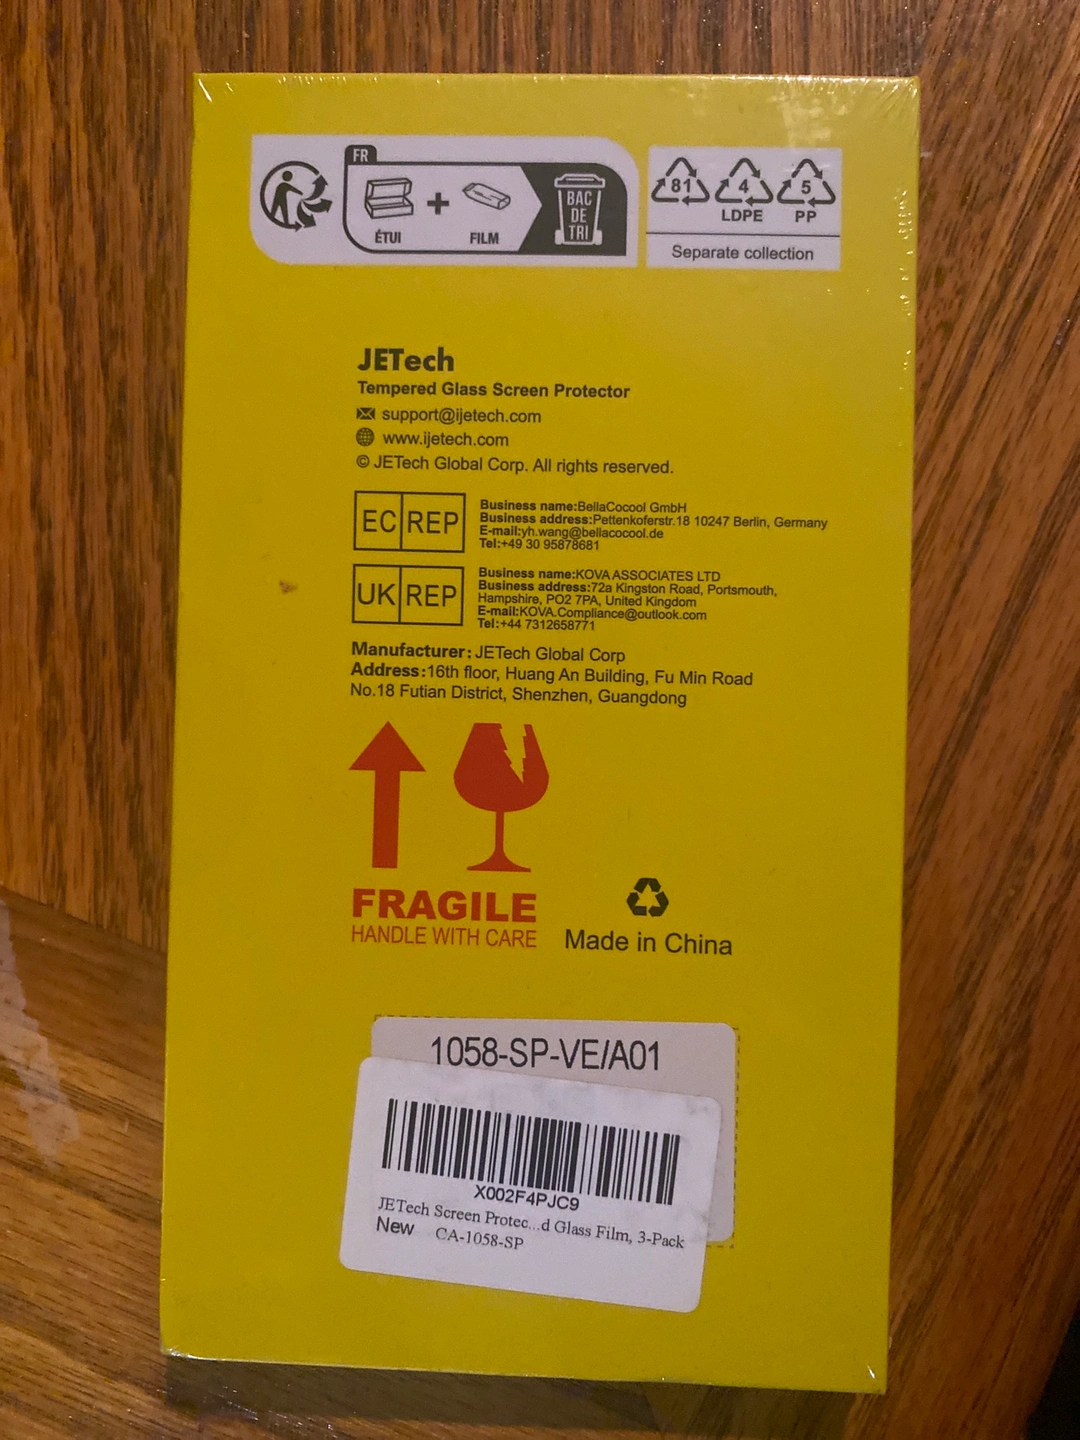 FR
ÉTUI
+
FILM
BAC
DE
TRI
81
4
5
LDPE
PP
Separate collection
JETech
Tempered Glass Screen Protector
support@ijetech.com
www.ijetech.com
© JETech Global Corp. All rights reserved.
EC REP
Business name:BellaCocool GmbH
Business address:Pettenkoferstr.18 10247 Berlin, Germany
E-mail:yh.wang@bellacocool.de
Tel:+49 30 95878681
UK REP
Business name:KOVA ASSOCIATES LTD
Business address:72a Kingston Road, Portsmouth,
Hampshire, PO2 7PA, United Kingdom
E-mail:KOVA.Compliance@outlook.com
Tel:+44 7312658771
Manufacturer: JETech Global Corp
Address:16th floor, Huang An Building, Fu Min Road
No.18 Futian District, Shenzhen, Guangdong
FRAGILE
HANDLE WITH CARE
Made in China
1058-SP-VE/A01
X002F4PJC9
JETech Screen Protec...d Glass Film, 3-Pack
New CA-1058-SP